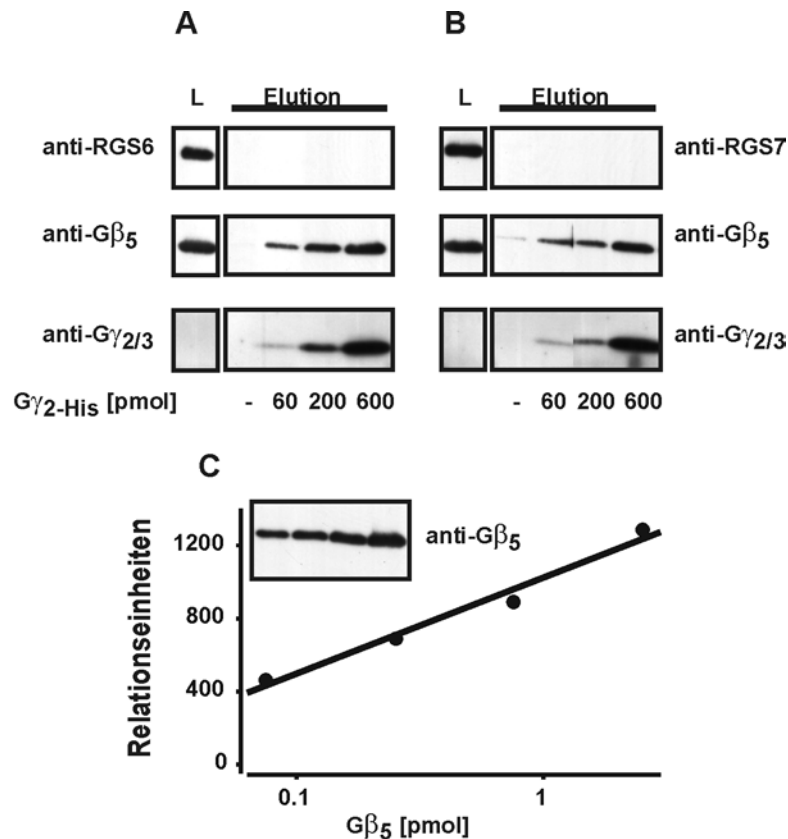 A
B
L Elution
L Elution
anti-RGS6
anti-RGS7
anti-Gβ5
anti-Gβ5
anti-Gγ2/3
anti-Gγ2/3
Gγ2-His [pmol] - 60 200 600
- 60 200 600
C
anti-Gβ5
Relationseinheiten
1200
800
400
0
0.1 1
Gβ5 [pmol]